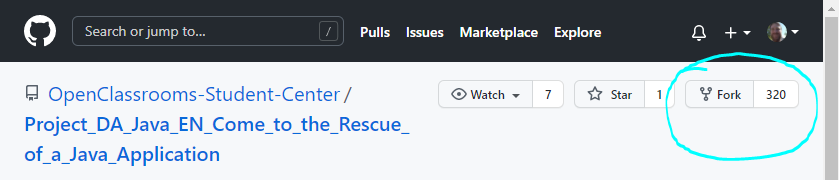 Search or jump to... / Pulls Issues Marketplace Explore
OpenClassrooms-Student-Center / Watch 7 Star 1 Fork 320
Project_DA_Java_EN_Come_to_the_Rescue_
of_a_Java_Application